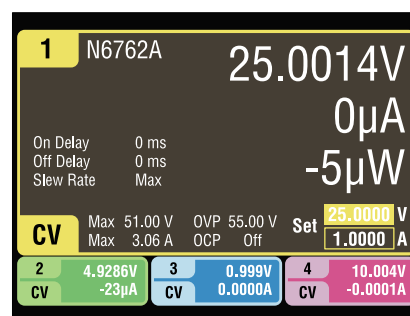 1 N6762A
25.0014V
0µA
-5µW
On Delay 0 ms
Off Delay 0 ms
Slew Rate Max
CV
Max 51.00 V OVP 55.00 V
Max 3.06 A OCP Off
Set
25.0000 V
1.0000 A
2 4.9286V
CV -23µA
3 0.999V
CV 0.0000A
4 10.004V
CV -0.0001A